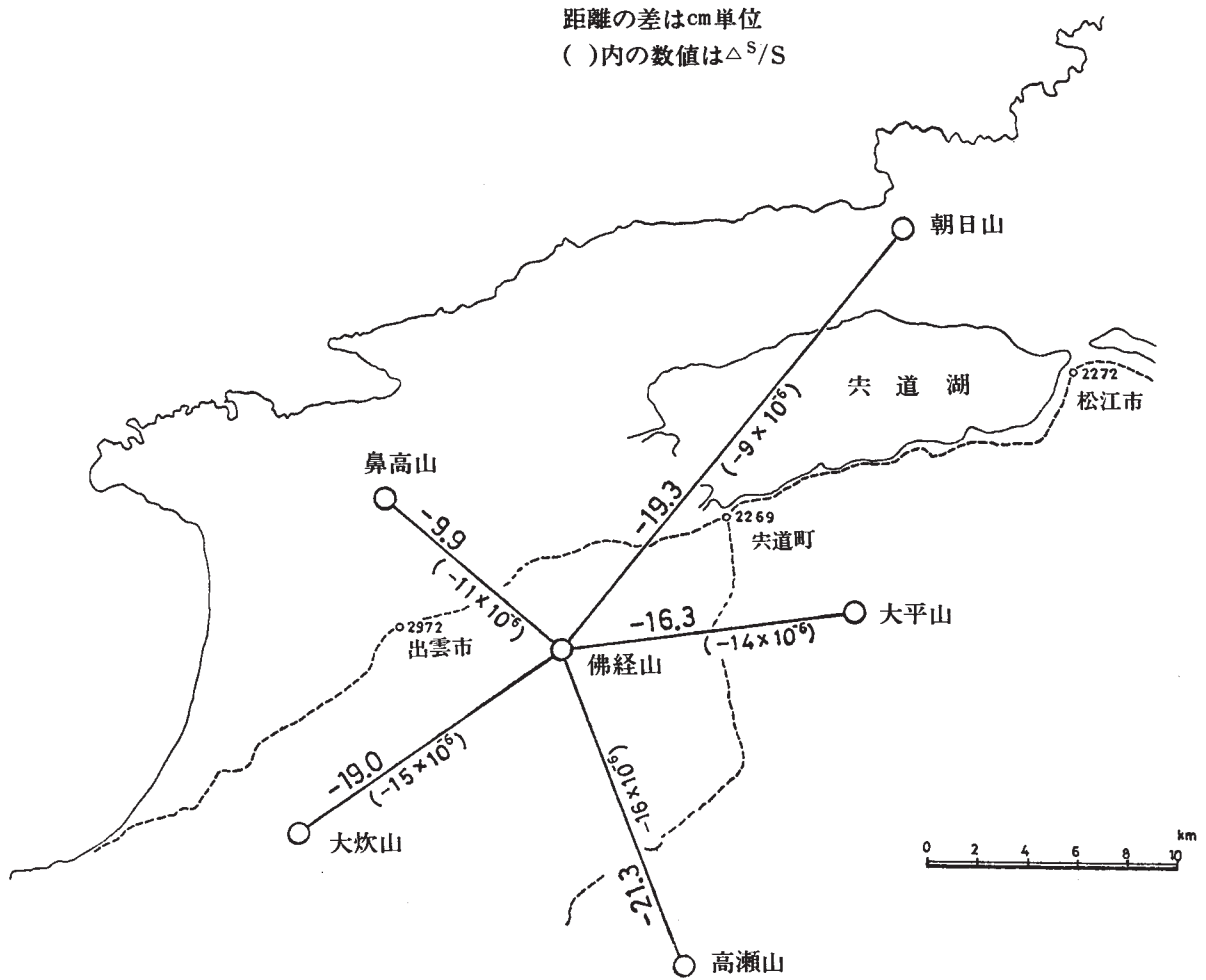 距離の差はcm単位
( )内の数値は△S/S
朝日山
宍道湖
2272
松江市
(-9×10⁻⁶)
鼻高山
-19.3
-9.9
2269
宍道町
(-11×10⁻⁶)
大平山
-16.3
2972
(-14×10⁻⁶)
出雲市
佛経山
-19.0
(-15×10⁻⁶)
(-16×10⁻⁶)
大炊山
km
0 2 4 6 8 10
-21.3
高瀬山